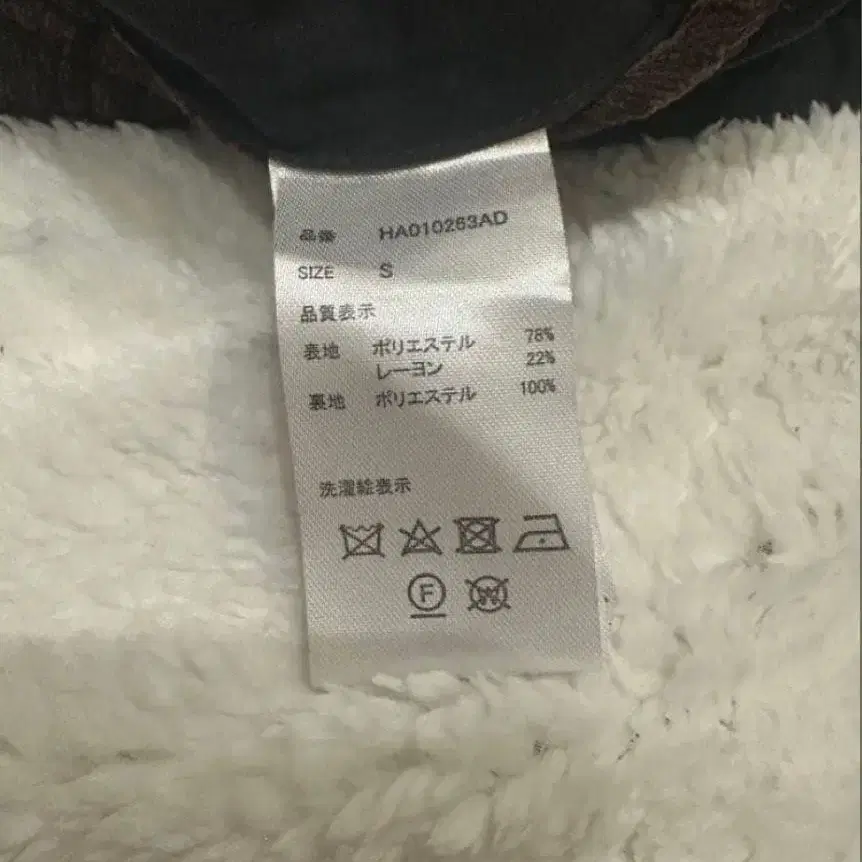 品番 HA010263AD
SIZE S
品質表示
表地 ポリエステル 78%
レーヨン 22%
裏地 ポリエステル 100%
洗濯絵表示
F W